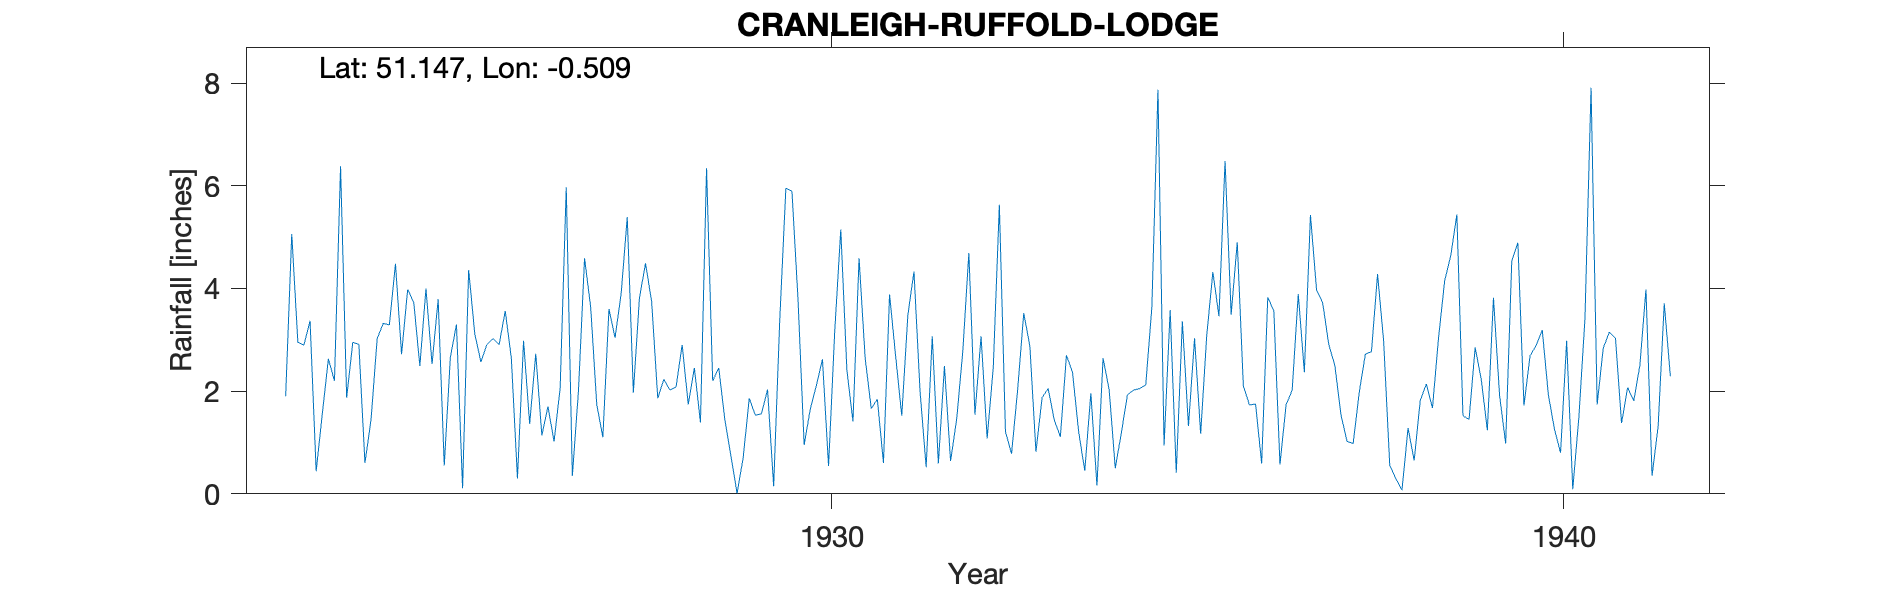 CRANLEIGH-RUFFOLD-LODGE
Lat: 51.147, Lon: -0.509
8
6
4
2
0
Rainfall [inches]
1930 1940
Year